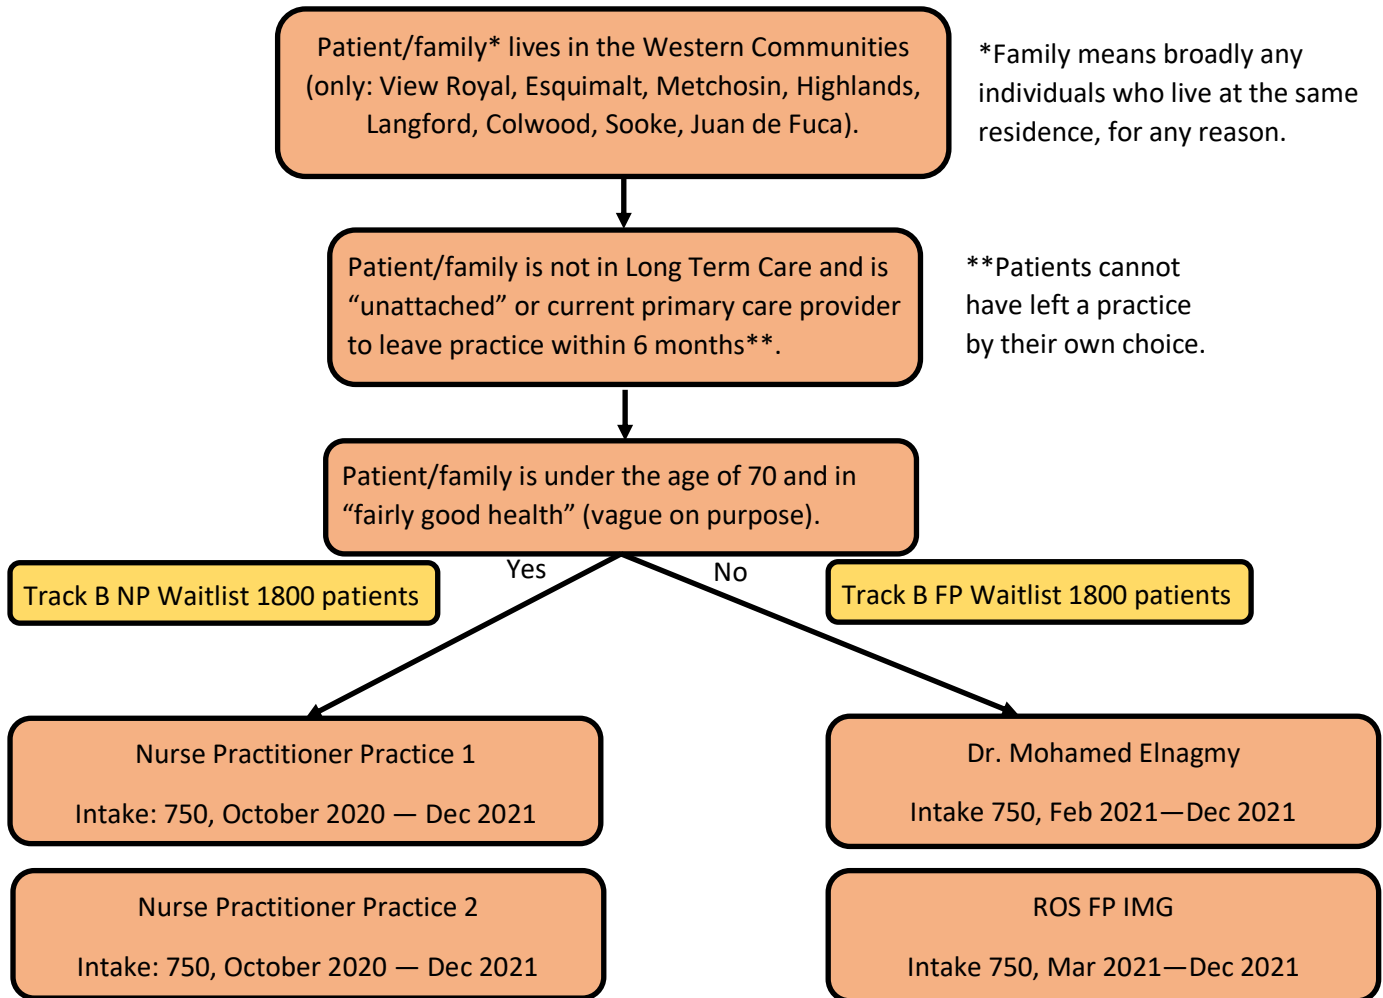 Patient/family* lives in the Western Communities
(only: View Royal, Esquimalt, Metchosin, Highlands,
Langford, Colwood, Sooke, Juan de Fuca).
*Family means broadly any
individuals who live at the same
residence, for any reason.
Patient/family is not in Long Term Care and is
“unattached” or current primary care provider
to leave practice within 6 months**.
**Patients cannot
have left a practice
by their own choice.
Patient/family is under the age of 70 and in
“fairly good health” (vague on purpose).
Yes
No
Track B NP Waitlist 1800 patients
Track B FP Waitlist 1800 patients
Nurse Practitioner Practice 1
Intake: 750, October 2020 — Dec 2021
Dr. Mohamed Elnagmy
Intake 750, Feb 2021—Dec 2021
Nurse Practitioner Practice 2
Intake: 750, October 2020 — Dec 2021
ROS FP IMG
Intake 750, Mar 2021—Dec 2021